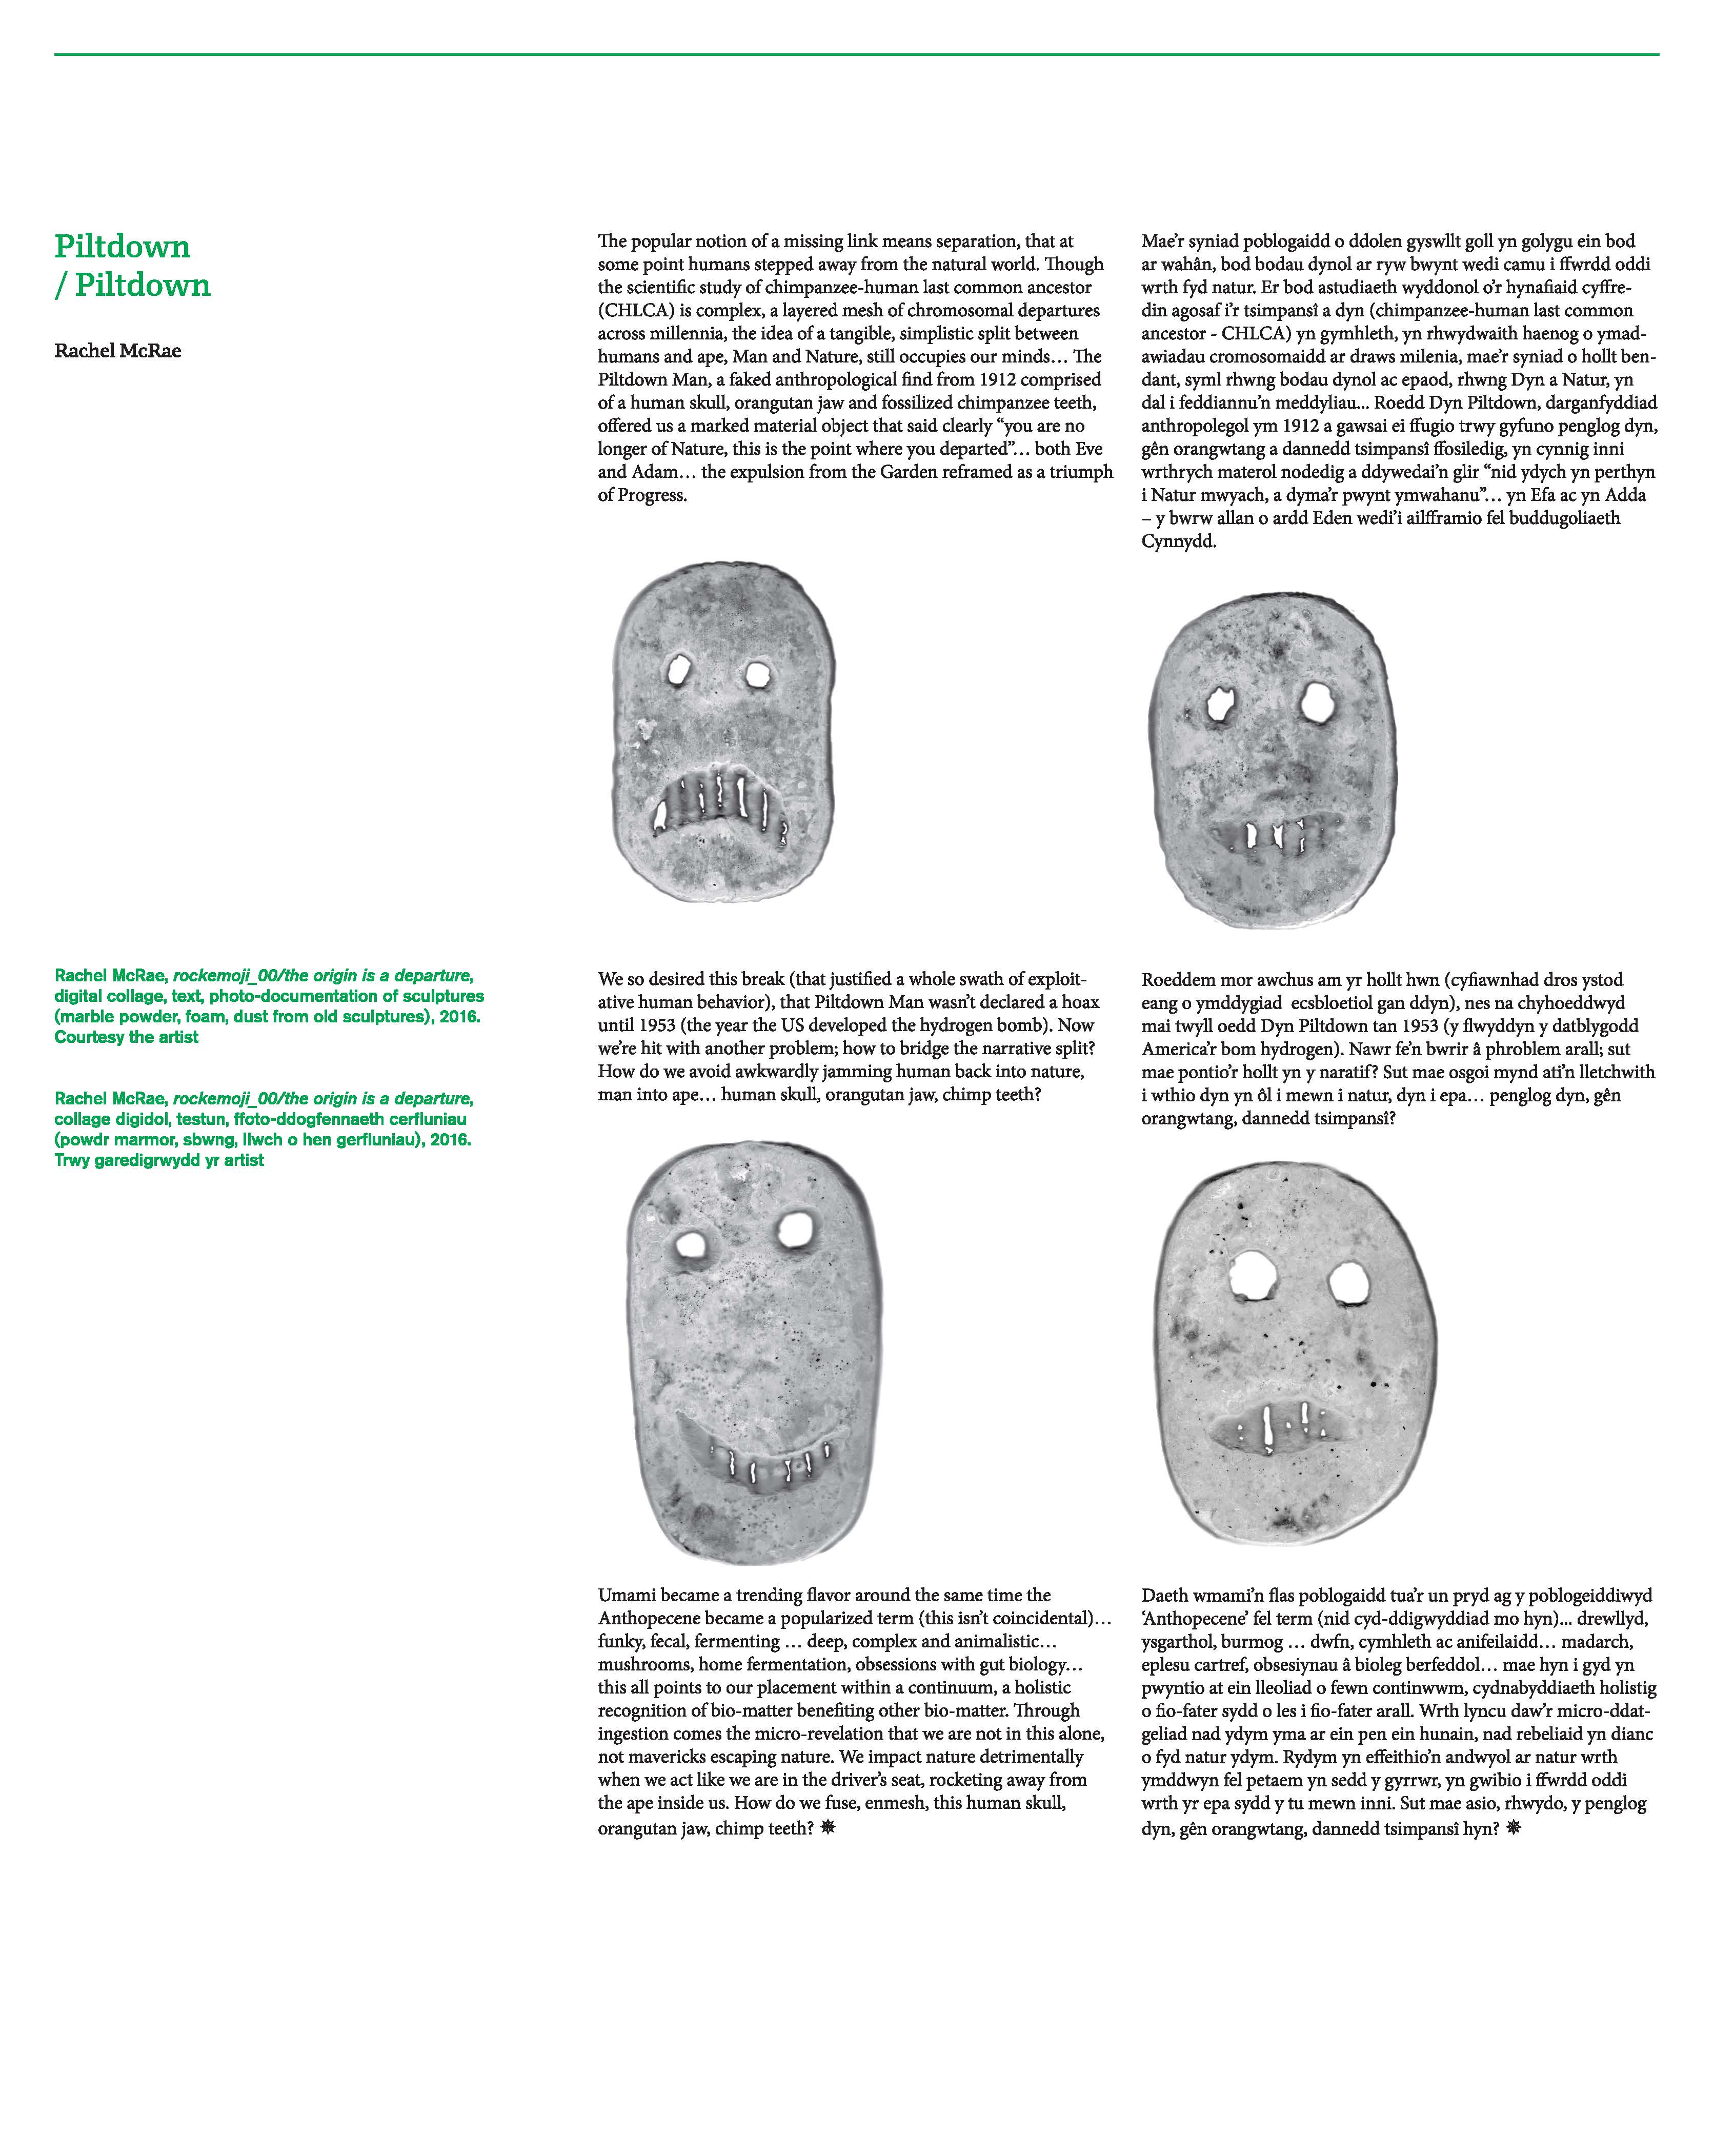 Piltdown
/ Piltdown
Rachel McRae
The popular notion of a missing link means separation, that at
some point humans stepped away from the natural world. Though
the scientific study of chimpanzee-human last common ancestor
(CHLCA) is complex, a layered mesh of chromosomal departures
across millennia, the idea of a tangible, simplistic split between
humans and ape, Man and Nature, still occupies our minds… The
Piltdown Man, a faked anthropological find from 1912 comprised
of a human skull, orangutan jaw and fossilized chimpanzee teeth,
offered us a marked material object that said clearly “you are no
longer of Nature, this is the point where you departed”… both Eve
and Adam… the expulsion from the Garden reframed as a triumph
of Progress.
Mae’r syniad poblogaidd o ddolen gyswllt goll yn golygu ein bod
ar wahân, bod bodau dynol ar ryw bwynt wedi camu i ffwrdd oddi
wrth fyd natur. Er bod astudiaeth wyddonol o’r hynafiaid cyffre-
din agosaf i’r tsimpansî a dyn (chimpanzee-human last common
ancestor - CHLCA) yn gymhleth, yn rhwydwaith haenog o ymad-
awiadau cromosomaidd ar draws milenia, mae’r syniad o hollt ben-
dant, syml rhwng bodau dynol ac epaod, rhwng Dyn a Natur, yn
dal i feddiannu’n meddyliau... Roedd Dyn Piltdown, darganfyddiad
anthropolegol ym 1912 a gawsai ei ffugio trwy gyfuno penglog dyn,
gên orangwtang a dannedd tsimpansî ffosiledig, yn cynnig inni
wrthrych materol nodedig a ddywedai’n glir “nid ydych yn perthyn
i Natur mwyach, a dyma’r pwynt ymwahanu”… yn Efa ac yn Adda
– y bwrw allan o ardd Eden wedi’i ailfframio fel buddugoliaeth
Cynnydd.
Rachel McRae, rockemoji_00/the origin is a departure,
digital collage, text, photo-documentation of sculptures
(marble powder, foam, dust from old sculptures), 2016.
Courtesy the artist
Rachel McRae, rockemoji_00/the origin is a departure,
collage digidol, testun, ffoto-ddogfennaeth cerfluniau
(powdr marmor, sbwng, llwch o hen gerfluniau), 2016.
Trwy garedigrwydd yr artist
We so desired this break (that justified a whole swath of exploit-
ative human behavior), that Piltdown Man wasn’t declared a hoax
until 1953 (the year the US developed the hydrogen bomb). Now
we’re hit with another problem; how to bridge the narrative split?
How do we avoid awkwardly jamming human back into nature,
man into ape… human skull, orangutan jaw, chimp teeth?
Roeddem mor awchus am yr hollt hwn (cyfiawnhad dros ystod
eang o ymddygiad ecsbloetiol gan ddyn), nes na chyhoeddwyd
mai twyll oedd Dyn Piltdown tan 1953 (y flwyddyn y datblygodd
America’r bom hydrogen). Nawr fe’n bwrir â phroblem arall; sut
mae pontio’r hollt yn y naratif? Sut mae osgoi mynd ati’n lletchwith
i wthio dyn yn ôl i mewn i natur, dyn i epa… penglog dyn, gên
orangwtang, dannedd tsimpansî?
Umami became a trending flavor around the same time the
Anthopecene became a popularized term (this isn’t coincidental)…
funky, fecal, fermenting … deep, complex and animalistic…
mushrooms, home fermentation, obsessions with gut biology…
this all points to our placement within a continuum, a holistic
recognition of bio-matter benefiting other bio-matter. Through
ingestion comes the micro-revelation that we are not in this alone,
not mavericks escaping nature. We impact nature detrimentally
when we act like we are in the driver’s seat, rocketing away from
the ape inside us. How do we fuse, enmesh, this human skull,
orangutan jaw, chimp teeth? ✵
Daeth wmami’n flas poblogaidd tua’r un pryd ag y poblogeiddiwyd
‘Anthopecene’ fel term (nid cyd-ddigwyddiad mo hyn)... drewllyd,
ysgarthol, burmog … dwfn, cymhleth ac anifeilaidd… madarch,
eplesu cartref, obsesiynau â bioleg berfeddol… mae hyn i gyd yn
pwyntio at ein lleoliad o fewn continwwm, cydnabyddiaeth holistig
o fio-fater sydd o les i fio-fater arall. Wrth lyncu daw’r micro-ddat-
geliad nad ydym yma ar ein pen ein hunain, nad rebeliaid yn dianc
o fyd natur ydym. Rydym yn effeithio’n andwyol ar natur wrth
ymddwyn fel petaem yn sedd y gyrrwr, yn gwibio i ffwrdd oddi
wrth yr epa sydd y tu mewn inni. Sut mae asio, rhwydo, y penglog
dyn, gên orangwtang, dannedd tsimpansî hyn? ✵